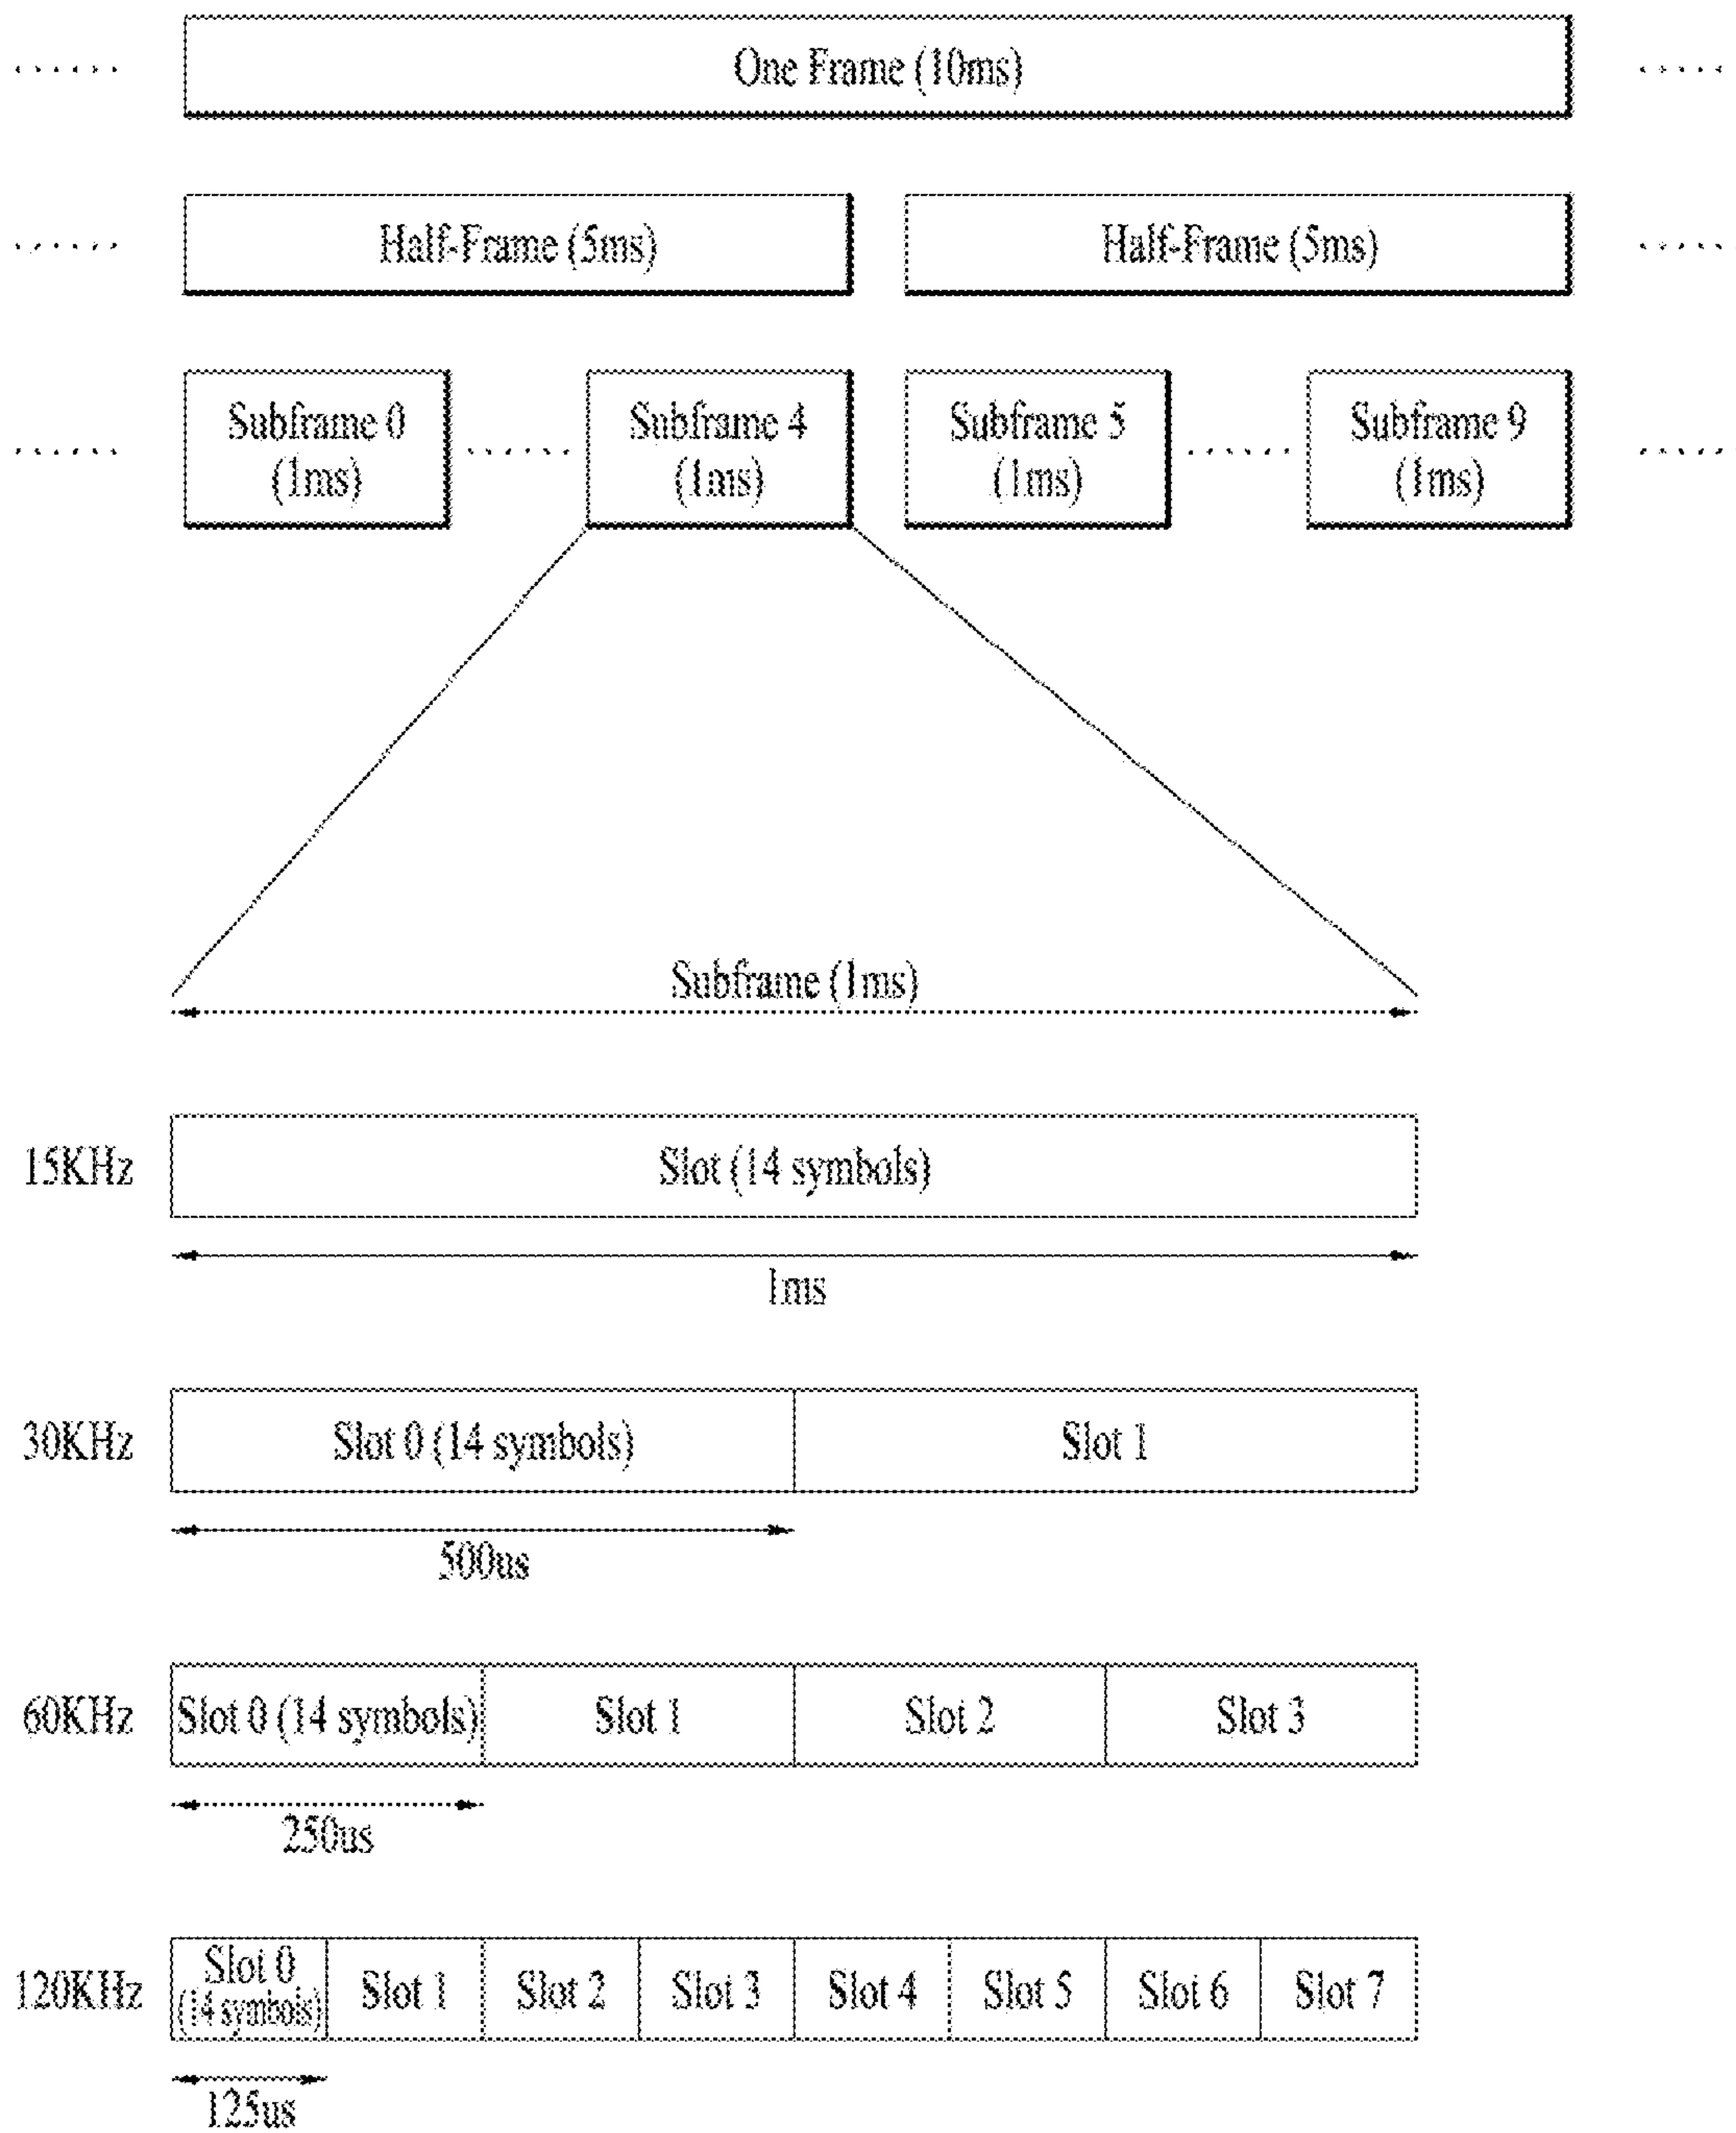 One Frame (10ms)
Half-Frame (5ms)
Half-Frame (5ms)
Subframe 0
(1ms)
Subframe 4
(1ms)
Subframe 5
(1ms)
Subframe 9
(1ms)
Subframe (1ms)
15KHz
Slot (14 symbols)
1ms
30KHz
Slot 0 (14 symbols)
Slot 1
500us
60KHz
Slot 0 (14 symbols)
Slot 1
Slot 2
Slot 3
250us
120KHz
Slot 0
(14 symbols)
Slot 1
Slot 2
Slot 3
Slot 4
Slot 5
Slot 6
Slot 7
125us